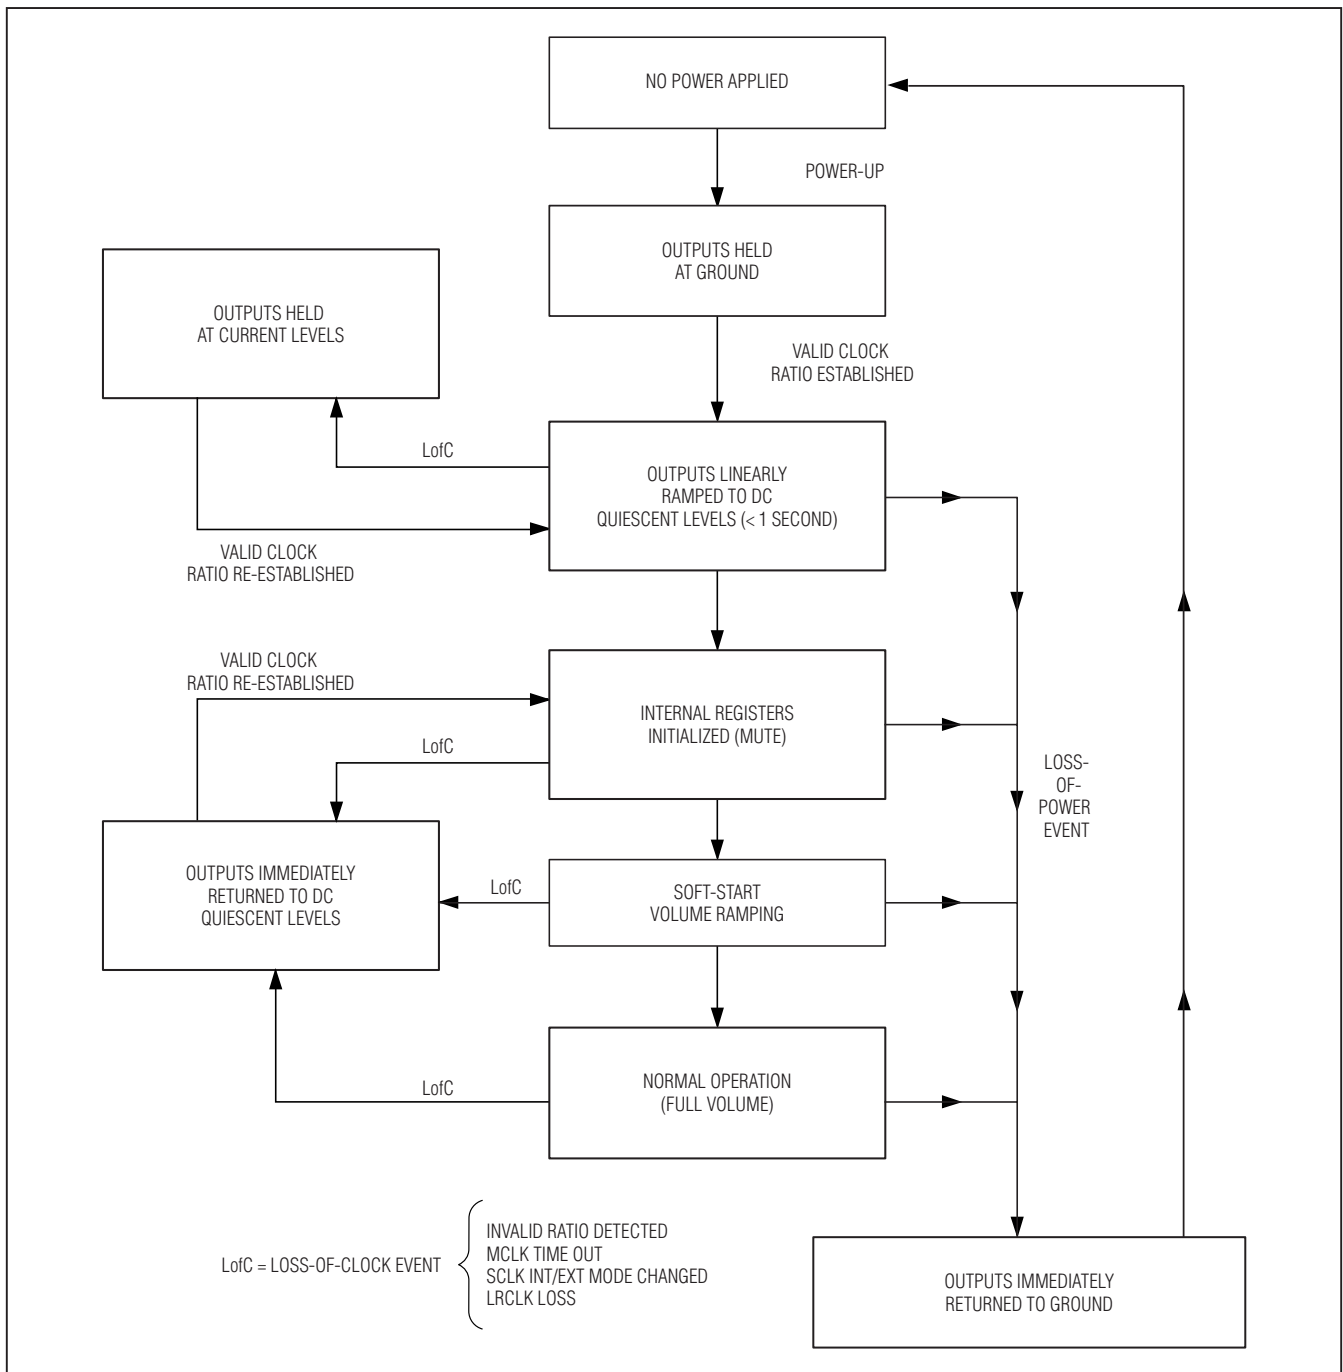 NO POWER APPLIED
POWER-UP
OUTPUTS HELD
AT GROUND
OUTPUTS HELD
AT CURRENT LEVELS
VALID CLOCK
RATIO ESTABLISHED
LofC
OUTPUTS LINEARLY
RAMPED TO DC
QUIESCENT LEVELS (< 1 SECOND)
VALID CLOCK
RATIO RE-ESTABLISHED
VALID CLOCK
RATIO RE-ESTABLISHED
INTERNAL REGISTERS
INITIALIZED (MUTE)
LofC
LOSS-
OF-
POWER
EVENT
OUTPUTS IMMEDIATELY
RETURNED TO DC
QUIESCENT LEVELS
LofC
SOFT-START
VOLUME RAMPING
LofC
NORMAL OPERATION
(FULL VOLUME)
LofC = LOSS-OF-CLOCK EVENT
INVALID RATIO DETECTED
MCLK TIME OUT
SCLK INT/EXT MODE CHANGED
LRCLK LOSS
OUTPUTS IMMEDIATELY
RETURNED TO GROUND